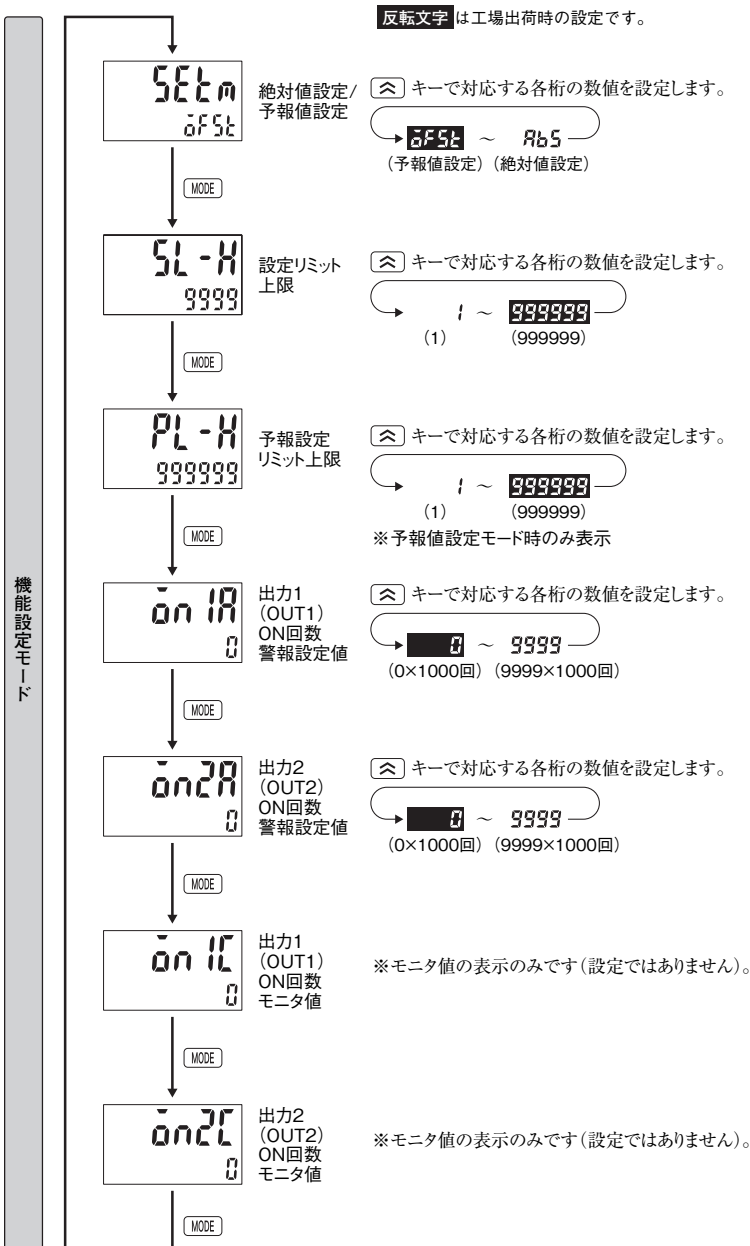 反転文字 は工場出荷時の設定です。
機能設定モード
SEtm
oFSt
絶対値設定/
予報値設定
キーで対応する各桁の数値を設定します。
oFSt ～ AbS
(予報値設定) (絶対値設定)
MODE
SL-H
9999
設定リミット
上限
キーで対応する各桁の数値を設定します。
1 ～ 999999
(1) (999999)
MODE
PL-H
999999
予報設定
リミット上限
キーで対応する各桁の数値を設定します。
1 ～ 999999
(1) (999999)
※予報値設定モード時のみ表示
MODE
on1A
0
出力1
(OUT1)
ON回数
警報設定値
キーで対応する各桁の数値を設定します。
0 ～ 9999
(0×1000回) (9999×1000回)
MODE
on2A
0
出力2
(OUT2)
ON回数
警報設定値
キーで対応する各桁の数値を設定します。
0 ～ 9999
(0×1000回) (9999×1000回)
MODE
on1C
0
出力1
(OUT1)
ON回数
モニタ値
※モニタ値の表示のみです(設定ではありません)。
MODE
on2C
0
出力2
(OUT2)
ON回数
モニタ値
※モニタ値の表示のみです(設定ではありません)。
MODE